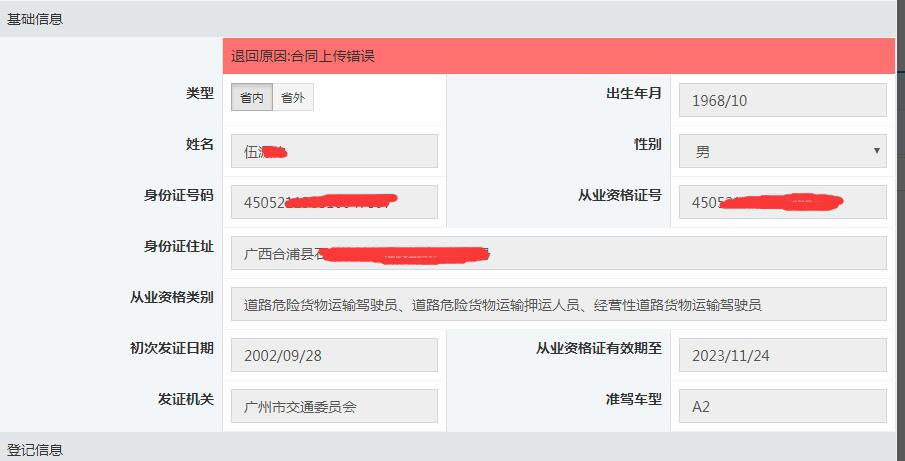 基础信息
退回原因:合同上传错误
类型 省内 省外 出生年月 1968/10
姓名 伍 性别 男
身份证号码 45052 从业资格证号 4505
身份证住址 广西合浦县
从业资格类别 道路危险货物运输驾驶员、道路危险货物运输押运人员、经营性道路货物运输驾驶员
初次发证日期 2002/09/28 从业资格证有效期至 2023/11/24
发证机关 广州市交通委员会 准驾车型 A2
登记信息